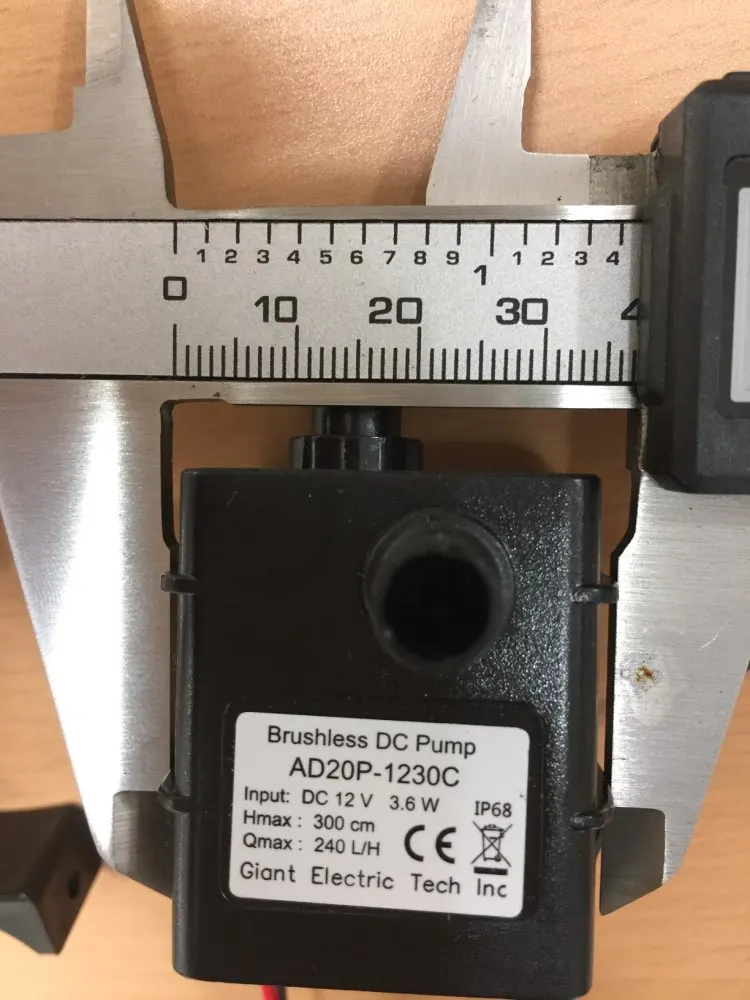 1 2 3 4 5 6 7 8 9 1 1 2 3 4
0 10 20 30 4
Brushless DC Pump
AD20P-1230C
Input: DC 12 V 3.6 W IP68
Hmax : 300 cm
Qmax : 240 L/H CE
Giant Electric Tech Inc